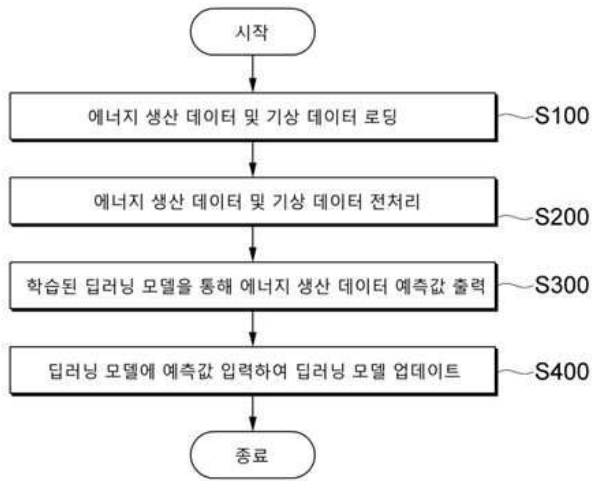 시작
에너지 생산 데이터 및 기상 데이터 로딩
S100
에너지 생산 데이터 및 기상 데이터 전처리
S200
학습된 딥러닝 모델을 통해 에너지 생산 데이터 예측값 출력
S300
딥러닝 모델에 예측값 입력하여 딥러닝 모델 업데이트
S400
종료